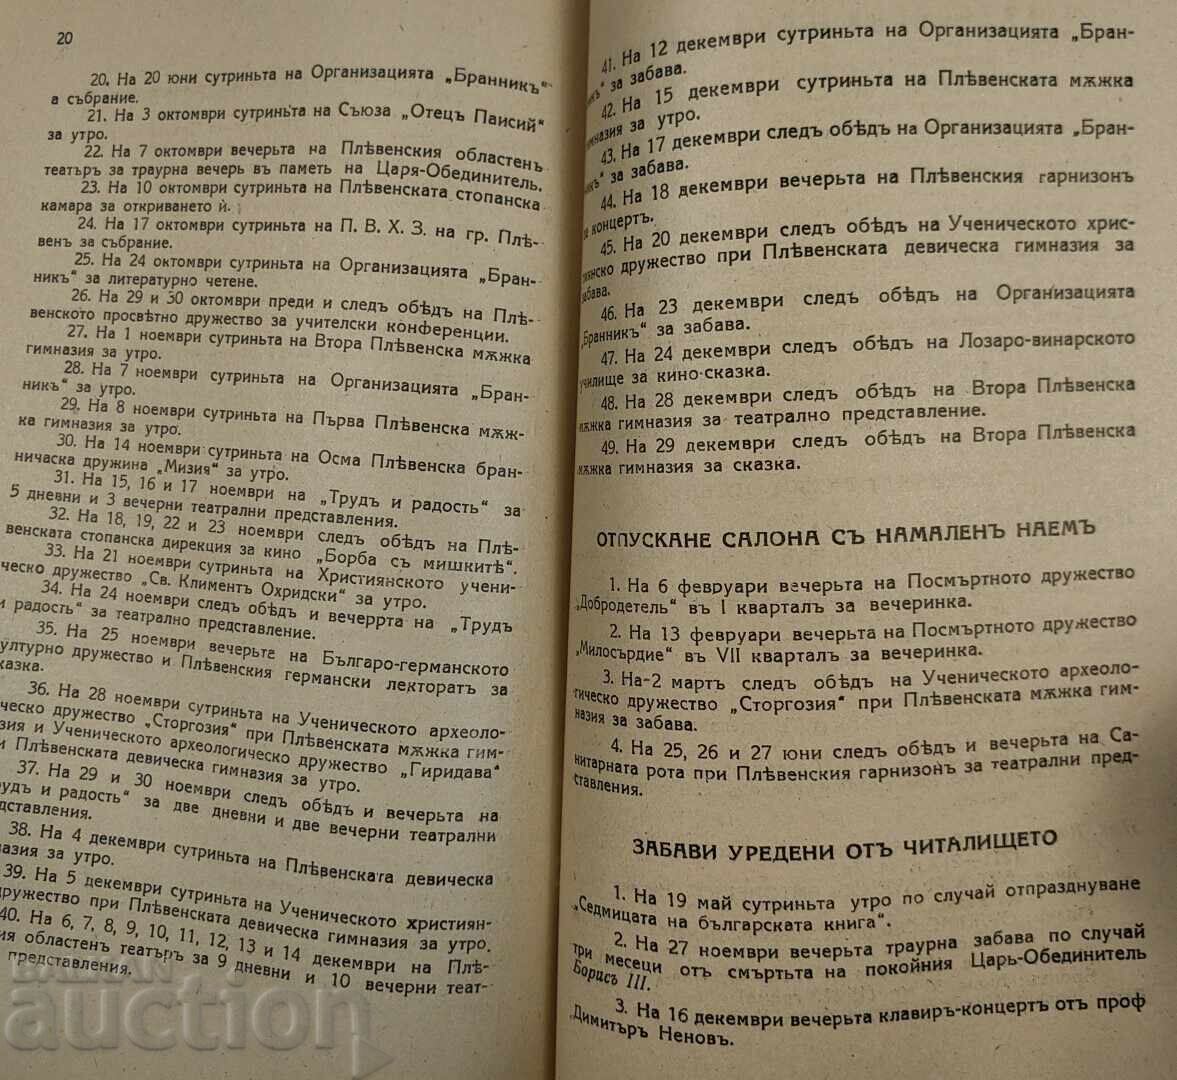 20
20. На 20 юни сутриньта на Организацията „Бранникъ“
а събрание.
21. На 3 октомври сутриньта на Съюза „Отецъ Паисий“
за утро.
22. На 7 октомври вечерьта на Плѣвенския областенъ
театъръ за траурна вечерь въ паметь на Царя-Обединитель.
23. На 10 октомври сутриньта на Плѣвенската стопанска
камара за откриването ѝ.
24. На 17 октомври сутриньта на П. В. Х. З. на гр. Плѣ-
венъ за събрание.
25. На 24 октомври сутриньта на Организацията „Бран-
никъ“ за литературно четене.
26. На 29 и 30 октомври преди и следъ обѣдъ на Плѣ-
венското просвѣтно дружество за учителски конференции.
27. На 1 ноември сутриньта на Втора Плѣвенска мѫжка
гимназия за утро.
28. На 7 ноември сутриньта на Организацията „Бран-
никъ“ за утро.
29. На 8 ноември сутриньта на Първа Плѣвенска мѫж-
ка гимназия за утро.
30. На 14 ноември сутриньта на Осма Плѣвенска бран-
ническа дружина „Мизия“ за утро.
31. На 15, 16 и 17 ноември на „Трудъ и радость“ за
5 дневни и 3 вечерни театрални представления.
32. На 18, 19, 22 и 23 ноември следъ обѣдъ на Плѣ-
венската стопанска дирекция за кино „Борба съ мишкитѣ“.
33. На 21 ноември сутриньта на Християнското учени-
ческо дружество „Св. Климентъ Охридски“ за утро.
34. На 24 ноември следъ обѣдъ и вечеррта на „Трудъ
и радость“ за театрално представление.
35. На 25 ноември вечерьте на Българо-германското
ултурно дружество и Плѣвенския германски лекторатъ за
казка.
36. На 28 ноември сутриньта на Ученическото археоло-
ическо дружество „Сторгозия“ при Плѣвенската мѫжка гим-
зия и Ученическото археологическо дружество „Гиридава“
и Плѣвенската девическа гимназия за утро.
37. На 29 и 30 ноември следъ обѣдъ и вечерьта на
рудъ и радость“ за две дневни и две вечерни театрални
дставления.
38. На 4 декември сутриньта на Плѣвенската девическа
назия за утро.
39. На 5 декември сутриньта на Ученическото християн-
дружество при Плѣвенската девическа гимназия за утро.
40. На 6, 7, 8, 9, 10, 11, 12, 13 и 14 декември на Плѣ-
ия областенъ театъръ за 9 дневни и 10 вечерни теат-
представления.
41. На 12 декември сутриньта на Организацията „Бран-
икъ“ за забава.
42. На 15 декември сутриньта на Плѣвенската мѫжка
имназия за утро.
43. На 17 декември следъ обѣдъ на Организацията „Бран-
икъ“ за забава.
44. На 18 декември вечерьта на Плѣвенския гарнизонъ
за концертъ.
45. На 20 декември следъ обѣдъ на Ученическото хрис-
иянско дружество при Плѣвенската девическа гимназия за
забава.
46. На 23 декември следъ обѣдъ на Организацията
„Бранникъ“ за забава.
47. На 24 декември следъ обѣдъ на Лозаро-винарското
училище за кино-сказка.
48. На 28 декември следъ обѣдъ на Втора Плѣвенска
мѫжка гимназия за театрално представление.
49. На 29 декември следъ обѣдъ на Втора Плѣвенска
мѫжка гимназия за сказка.
ОТПУСКАНЕ САЛОНА СЪ НАМАЛЕНЪ НАЕМЪ
1. На 6 февруари вечерьта на Посмъртното дружество
„Добродетель“ въ I кварталъ за вечеринка.
2. На 13 февруари вечерьта на Посмъртното дружество
„Милосърдие“ въ VII кварталъ за вечеринка.
3. На-2 мартъ следъ обѣдъ на Ученическото археоло-
гическо дружество „Сторгозия“ при Плѣвенската мѫжка гим-
назия за забава.
4. На 25, 26 и 27 юни следъ обѣдъ и вечерьта на Са-
нитарната рота при Плѣвенския гарнизонъ за театрални пред-
ставления.
ЗАБАВИ УРЕДЕНИ ОТЪ ЧИТАЛИЩЕТО
1. На 19 май сутриньта утро по случай отпразднуване
„Седмицата на българската книга“.
2. На 27 ноември вечерьта траурна забава по случай
три месеци отъ смъртьта на покойния Царь-Обединитель
Борисъ III.
3. На 16 декември вечерьта клавиръ-концертъ отъ проф
Димитъръ Неновъ.
auction